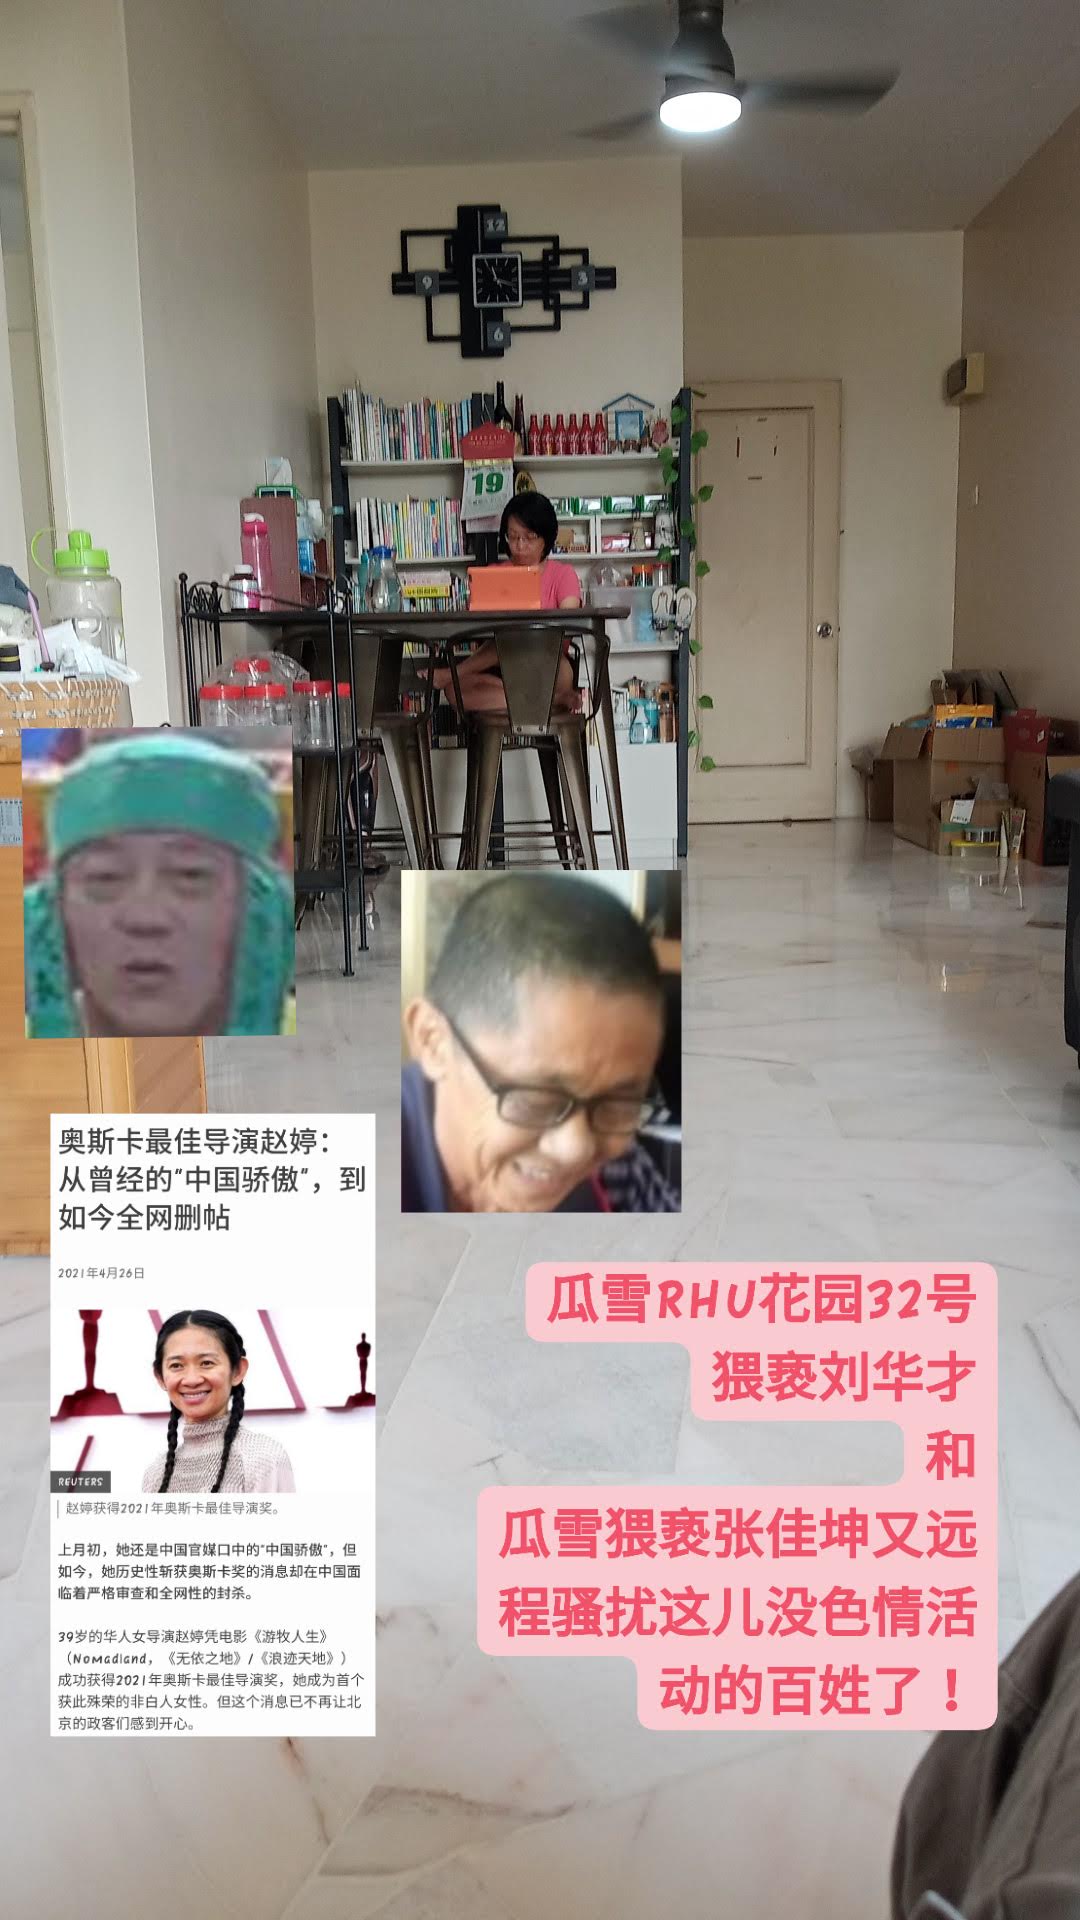 12
3
6
9
19
奥斯卡最佳导演赵婷：
从曾经的“中国骄傲”，到
如今全网删帖
2021年4月26日
REUTERS
赵婷获得2021年奥斯卡最佳导演奖。
上月初，她还是中国官媒口中的“中国骄傲”，但
如今，她历史性斩获奥斯卡奖的消息却在中国面
临着严格审查和全网性的封杀。
39岁的华人女导演赵婷凭电影《游牧人生》
（Nomadland，《无依之地》/《浪迹天地》）
成功获得2021年奥斯卡最佳导演奖，她成为首个
获此殊荣的非白人女性。但这个消息已不再让北
京的政客们感到开心。
瓜雪RHU花园32号
猥亵刘华才
和
瓜雪猥亵张佳坤又远
程骚扰这儿没色情活
动的百姓了！